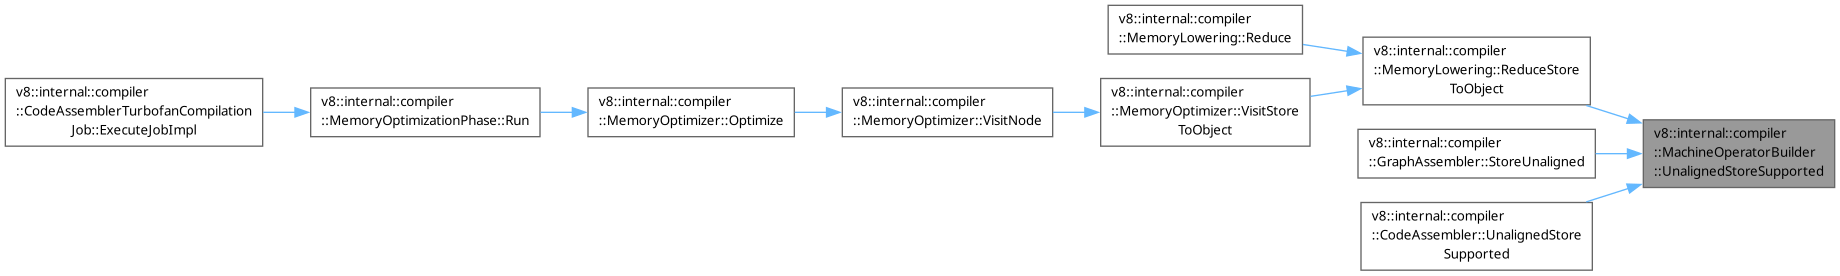 v8::internal::compiler
::CodeAssemblerTurbofanCompilation
Job::ExecuteJobImpl
v8::internal::compiler
::MemoryOptimizationPhase::Run
v8::internal::compiler
::MemoryOptimizer::Optimize
v8::internal::compiler
::MemoryOptimizer::VisitNode
v8::internal::compiler
::MemoryLowering::Reduce
v8::internal::compiler
::MemoryOptimizer::VisitStore
ToObject
v8::internal::compiler
::MemoryLowering::ReduceStore
ToObject
v8::internal::compiler
::GraphAssembler::StoreUnaligned
v8::internal::compiler
::CodeAssembler::UnalignedStore
Supported
v8::internal::compiler
::MachineOperatorBuilder
::UnalignedStoreSupported